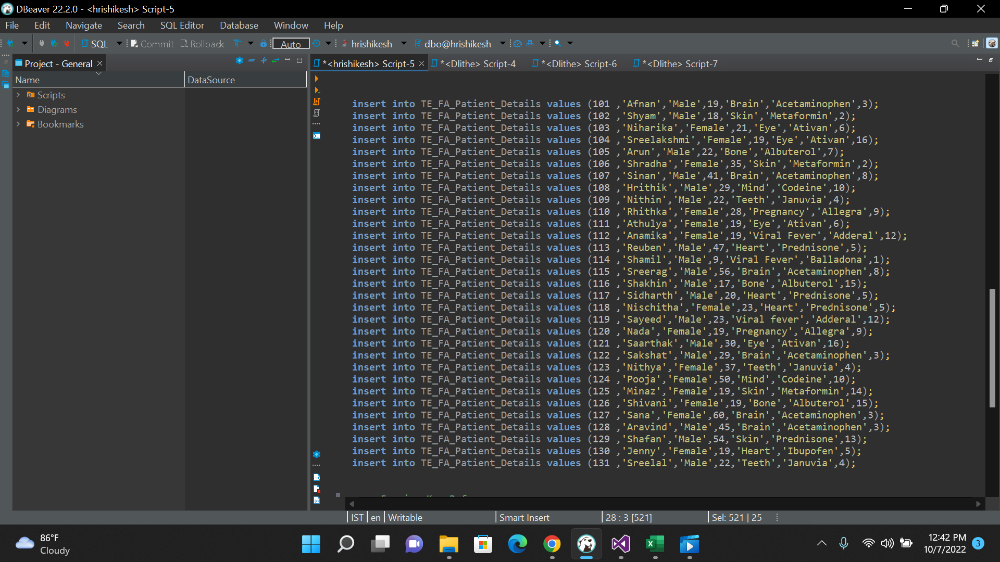 DBeaver 22.2.0 - <hrishikesh> Script-5
File Edit Navigate Search SQL Editor Database Window Help
SQL Commit Rollback Auto hrishikesh dbo@hrishikesh
Project - General
Name DataSource
Scripts
Diagrams
Bookmarks
*<hrishikesh> Script-5 *<Dlithe> Script-4 *<Dlithe> Script-6 *<Dlithe> Script-7
insert into TE_FA_Patient_Details values (101 ,'Afnan','Male',19,'Brain','Acetaminophen',3);
insert into TE_FA_Patient_Details values (102 ,'Shyam','Male',18,'Skin','Metaformin',2);
insert into TE_FA_Patient_Details values (103 ,'Niharika','Female',21,'Eye','Ativan',6);
insert into TE_FA_Patient_Details values (104 ,'Sreelakshmi','Female',19,'Eye','Ativan',16);
insert into TE_FA_Patient_Details values (105 ,'Arun','Male',22,'Bone','Albuterol',7);
insert into TE_FA_Patient_Details values (106 ,'Shradha','Female',35,'Skin','Metaformin',2);
insert into TE_FA_Patient_Details values (107 ,'Sinan','Male',41,'Brain','Acetaminophen',8);
insert into TE_FA_Patient_Details values (108 ,'Hrithik','Male',29,'Mind','Codeine',10);
insert into TE_FA_Patient_Details values (109 ,'Nithin','Male',22,'Teeth','Januvia',4);
insert into TE_FA_Patient_Details values (110 ,'Rhithka','Female',28,'Pregnancy','Allegra',9);
insert into TE_FA_Patient_Details values (111 ,'Athulya','Female',19,'Eye','Ativan',6);
insert into TE_FA_Patient_Details values (112 ,'Anamika','Female',19,'Viral Fever','Adderal',12);
insert into TE_FA_Patient_Details values (113 ,'Reuben','Male',47,'Heart','Prednisone',5);
insert into TE_FA_Patient_Details values (114 ,'Shamil','Male',9,'Viral Fever','Balladona',1);
insert into TE_FA_Patient_Details values (115 ,'Sreerag','Male',56,'Brain','Acetaminophen',8);
insert into TE_FA_Patient_Details values (116 ,'Shakhin','Male',17,'Bone','Albuterol',15);
insert into TE_FA_Patient_Details values (117 ,'Sidharth','Male',20,'Heart','Prednisone',5);
insert into TE_FA_Patient_Details values (118 ,'Nischitha','Female',23,'Heart','Prednisone',5);
insert into TE_FA_Patient_Details values (119 ,'Sayeed','Male',23,'Viral fever','Adderal',12);
insert into TE_FA_Patient_Details values (120 ,'Nada','Female',19,'Pregnancy','Allegra',9);
insert into TE_FA_Patient_Details values (121 ,'Saarthak','Male',30,'Eye','Ativan',16);
insert into TE_FA_Patient_Details values (122 ,'Sakshat','Male',29,'Brain','Acetaminophen',3);
insert into TE_FA_Patient_Details values (123 ,'Nithya','Female',37,'Teeth','Januvia',4);
insert into TE_FA_Patient_Details values (124 ,'Pooja','Female',50,'Mind','Codeine',10);
insert into TE_FA_Patient_Details values (125 ,'Minaz','Female',19,'Skin','Metaformin',14);
insert into TE_FA_Patient_Details values (126 ,'Shivani','Female',19,'Bone','Albuterol',15);
insert into TE_FA_Patient_Details values (127 ,'Sana','Female',60,'Brain','Acetaminophen',3);
insert into TE_FA_Patient_Details values (128 ,'Aravind','Male',45,'Brain','Acetaminophen',3);
insert into TE_FA_Patient_Details values (129 ,'Shafan','Male',54,'Skin','Prednisone',13);
insert into TE_FA_Patient_Details values (130 ,'Jenny','Female',19,'Heart','Ibupofen',5);
insert into TE_FA_Patient_Details values (131 ,'Sreelal','Male',22,'Teeth','Januvia',4);
IST en Writable Smart Insert 28 : 3 [521] Sel: 521 | 25
86°F
Cloudy
12:42 PM
10/7/2022 3